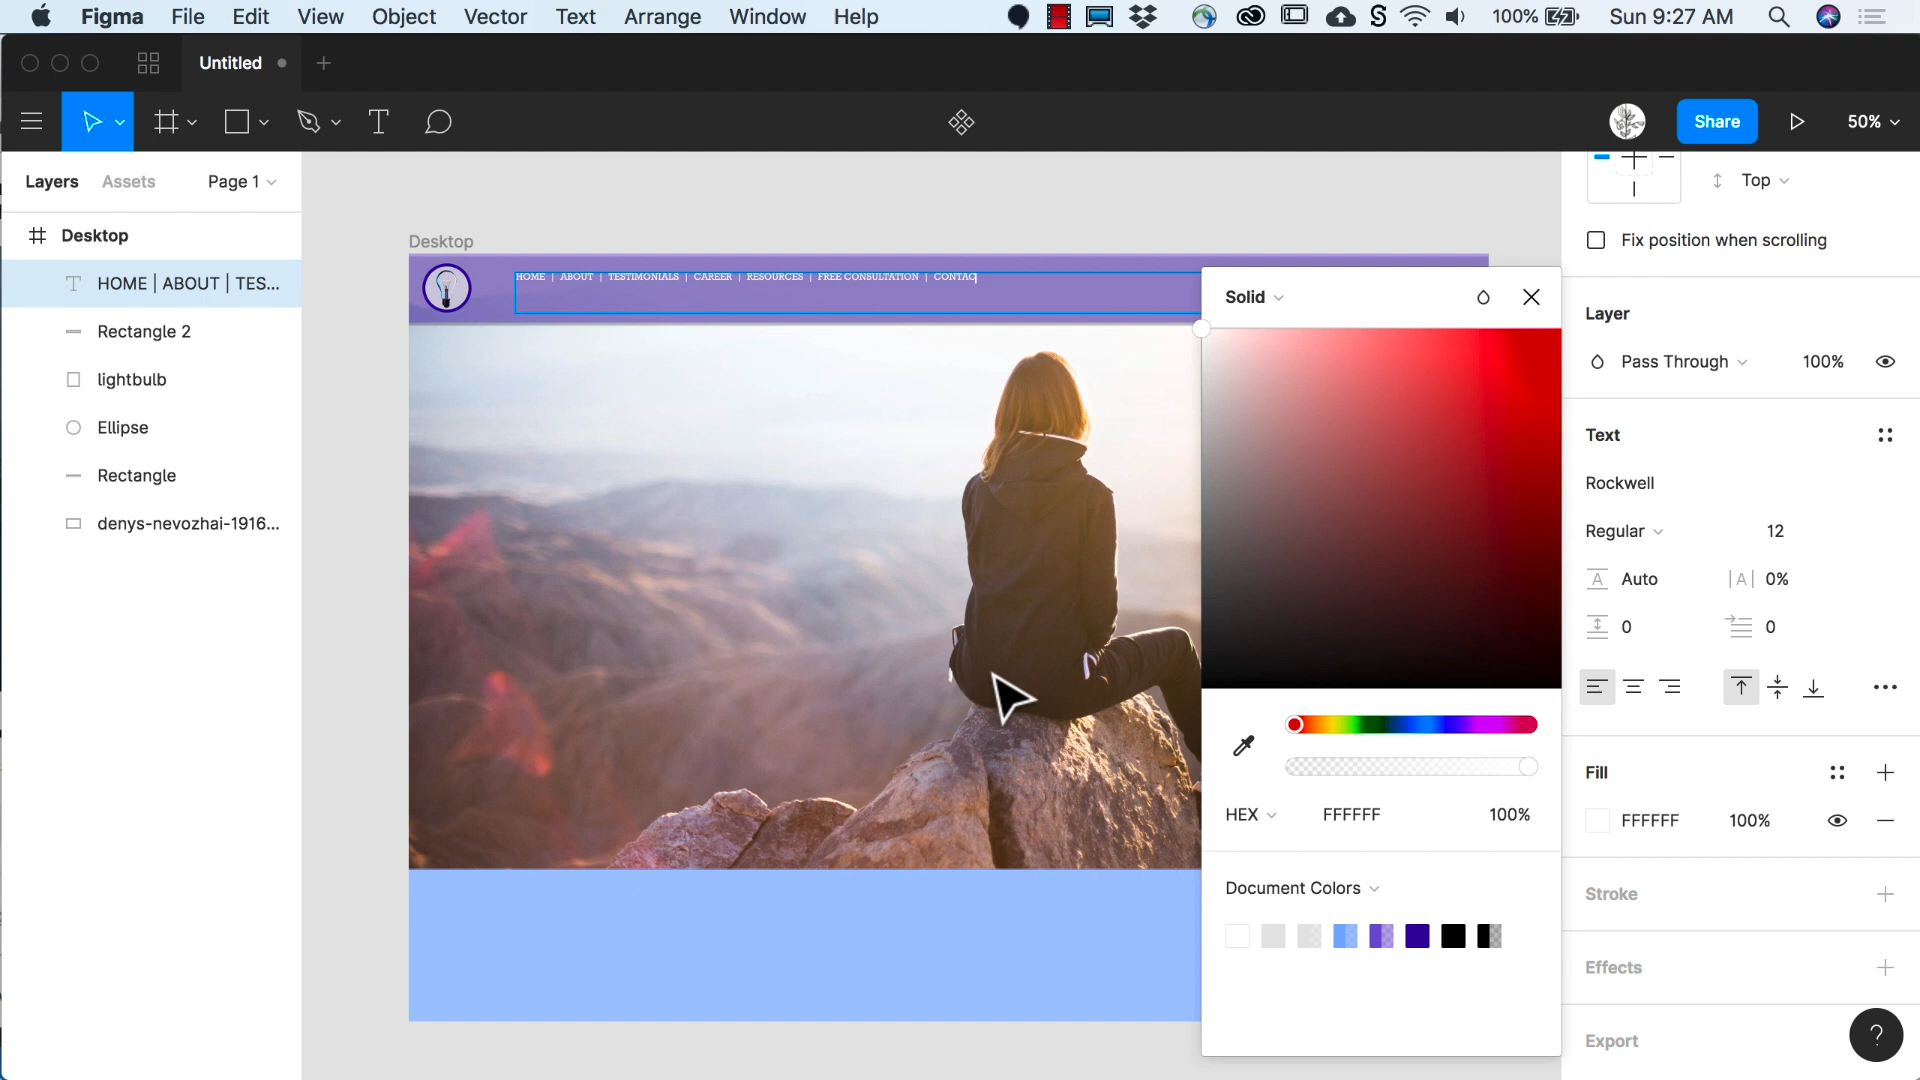 Figma File Edit View Object Vector Text Arrange Window Help 100% Sun 9:27 AM
Untitled
Share 50%
Layers Assets Page 1
Desktop
HOME | ABOUT | TES...
Rectangle 2
lightbulb
Ellipse
Rectangle
denys-nevozhai-1916...
Desktop
HOME | ABOUT | TESTIMONIALS | CAREER | RESOURCES | FREE CONSULTATION | CONTAC
Solid
HEX FFFFFF 100%
Document Colors
Top
Fix position when scrolling
Layer
Pass Through 100%
Text
Rockwell
Regular 12
A Auto |A| 0%
0 0
Fill
FFFFFF 100%
Stroke
Effects
Export
?